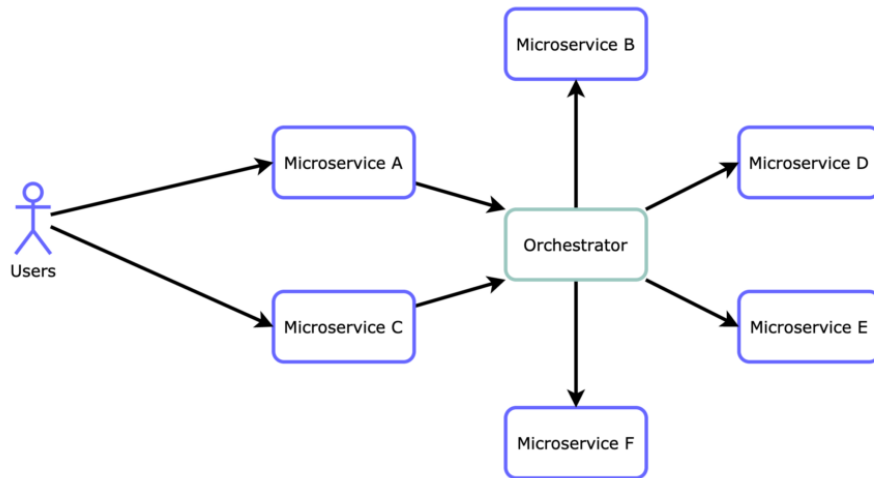 Microservice B
Microservice A
Microservice D
Users
Orchestrator
Microservice C
Microservice E
Microservice F